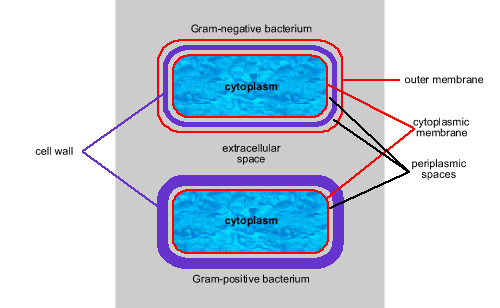 Gram-negative bacterium
cytoplasm
outer membrane
cytoplasmic
membrane
extracellular
space
cell wall
periplasmic
spaces
cytoplasm
Gram-positive bacterium